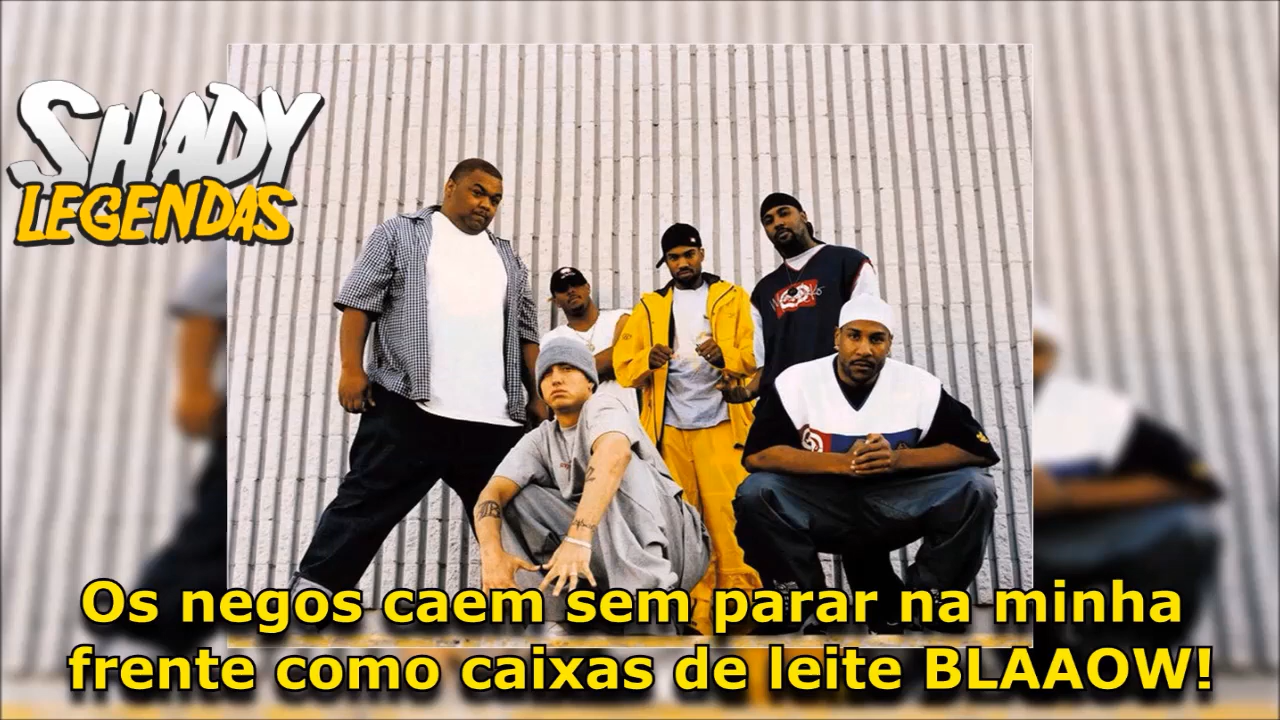 SHADY
LEGENDAS
Os negos caem sem parar na minha
frente como caixas de leite BLAAOW!